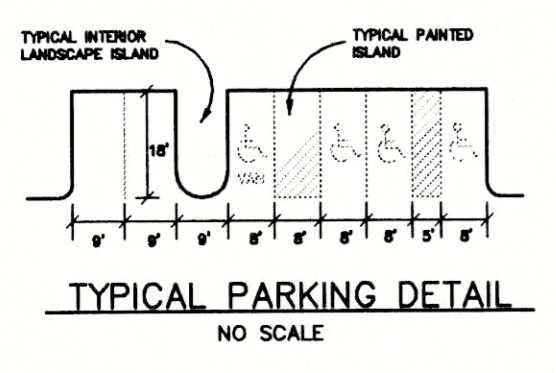 TYPICAL INTERIOR
LANDSCAPE ISLAND
TYPICAL PAINTED
ISLAND
18'
VAN
9' 9' 9' 8' 8' 8' 8' 5' 8'
TYPICAL PARKING DETAIL
NO SCALE